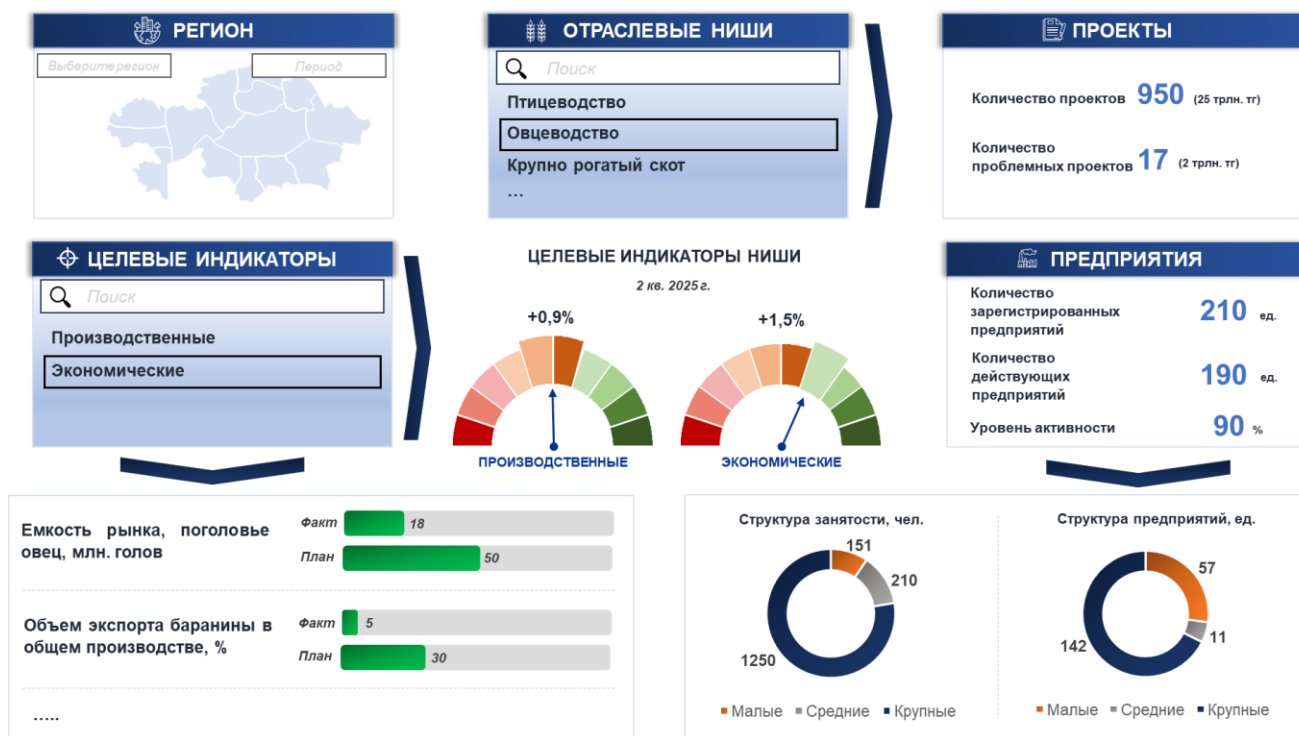 РЕГИОН
Выберите регион
Период
ОТРАСЛЕВЫЕ НИШИ
Поиск
Птицеводство
Овцеводство
Крупно рогатый скот
...
ПРОЕКТЫ
Количество проектов 950 (25 трлн. тг)
Количество
проблемных проектов 17 (2 трлн. тг)
ЦЕЛЕВЫЕ ИНДИКАТОРЫ
Поиск
Производственные
Экономические
ЦЕЛЕВЫЕ ИНДИКАТОРЫ НИШИ
2 кв. 2025 г.
+0,9%
ПРОИЗВОДСТВЕННЫЕ
+1,5%
ЭКОНОМИЧЕСКИЕ
ПРЕДПРИЯТИЯ
Количество
зарегистрированных
предприятий
210 ед.
Количество
действующих
предприятий
190 ед.
Уровень активности 90 %
Емкость рынка, поголовье
овец, млн. голов
Факт 18
План 50
Объем экспорта баранины в
общем производстве, %
Факт 5
План 30
.....
Структура занятости, чел.
151
210
1250
Малые Средние Крупные
Структура предприятий, ед.
57
11
142
Малые Средние Крупные